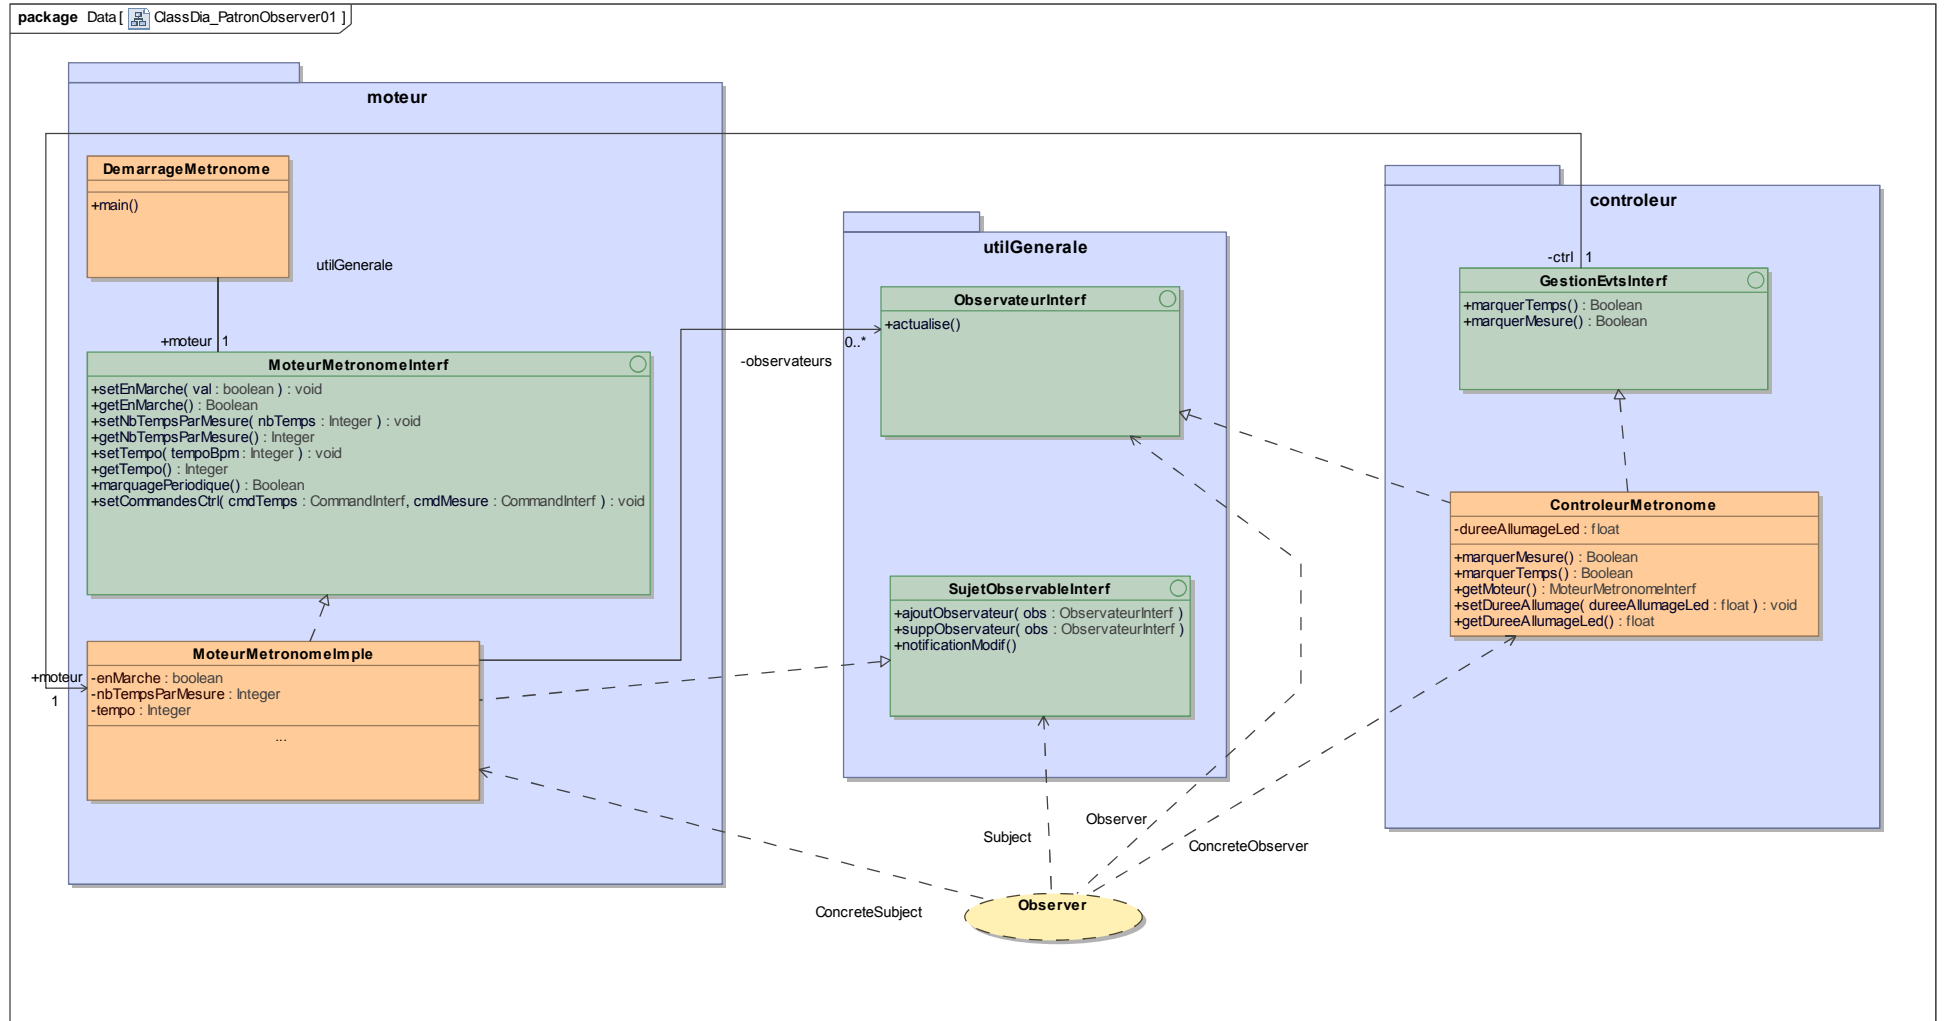 package Data [ ClassDia_PatronObserver01 ]
moteur
DemarrageMetronome
+main()
utilGenerale
+moteur 1
MoteurMetronomeInterf
+setEnMarche( val : boolean ) : void
+getEnMarche() : Boolean
+setNbTempsParMesure( nbTemps : Integer ) : void
+getNbTempsParMesure() : Integer
+setTempo( tempoBpm : Integer ) : void
+getTempo() : Integer
+marquagePeriodique() : Boolean
+setCommandesCtrl( cmdTemps : CommandInterf, cmdMesure : CommandInterf ) : void
MoteurMetronomeImple
-enMarche : boolean
-nbTempsParMesure : Integer
-tempo : Integer
...
+moteur
1
utilGenerale
ObservateurInterf
+actualise()
0..*
-observateurs
SujetObservableInterf
+ajoutObservateur( obs : ObservateurInterf )
+suppObservateur( obs : ObservateurInterf )
+notificationModif()
controleur
-ctrl 1
GestionEvtsInterf
+marquerTemps() : Boolean
+marquerMesure() : Boolean
ControleurMetronome
-dureeAllumageLed : float
+marquerMesure() : Boolean
+marquerTemps() : Boolean
+getMoteur() : MoteurMetronomeInterf
+setDureeAllumage( dureeAllumageLed : float ) : void
+getDureeAllumageLed() : float
Observer
Subject
ConcreteObserver
ConcreteSubject
Observer